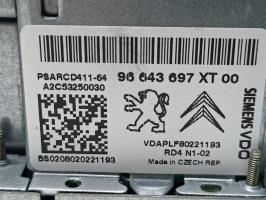 PSARCD411-64
96 643 697 XT 00
A2C53250030
SIEMENS VDO
VDAPLF80221193
RD4 N1-02
BS0208020221193
Made in CZECH REP.